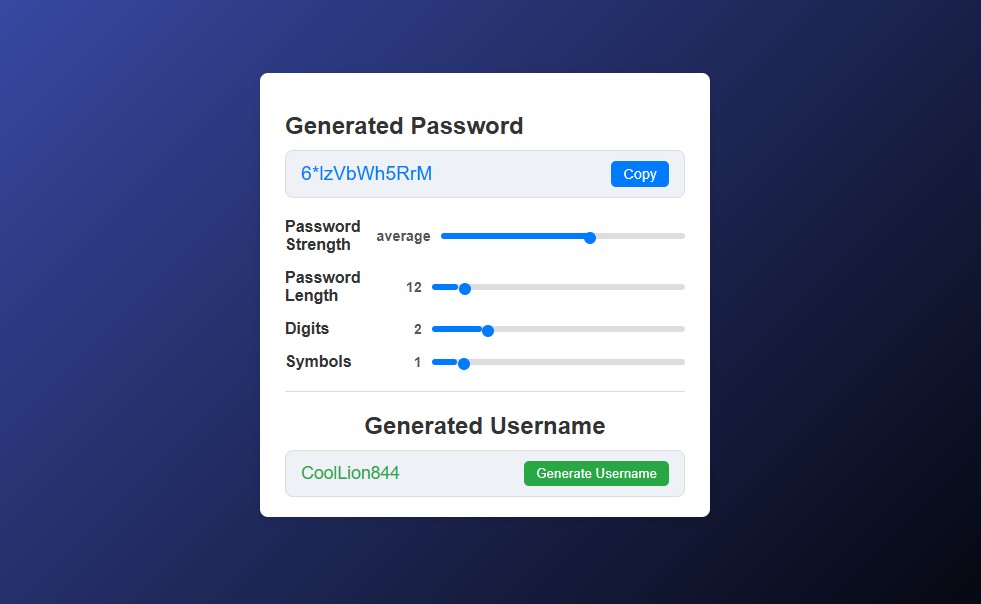 Generated Password
6*lzVbWh5RrM Copy
Password
Strength average
Password
Length 12
Digits 2
Symbols 1
Generated Username
CoolLion844 Generate Username